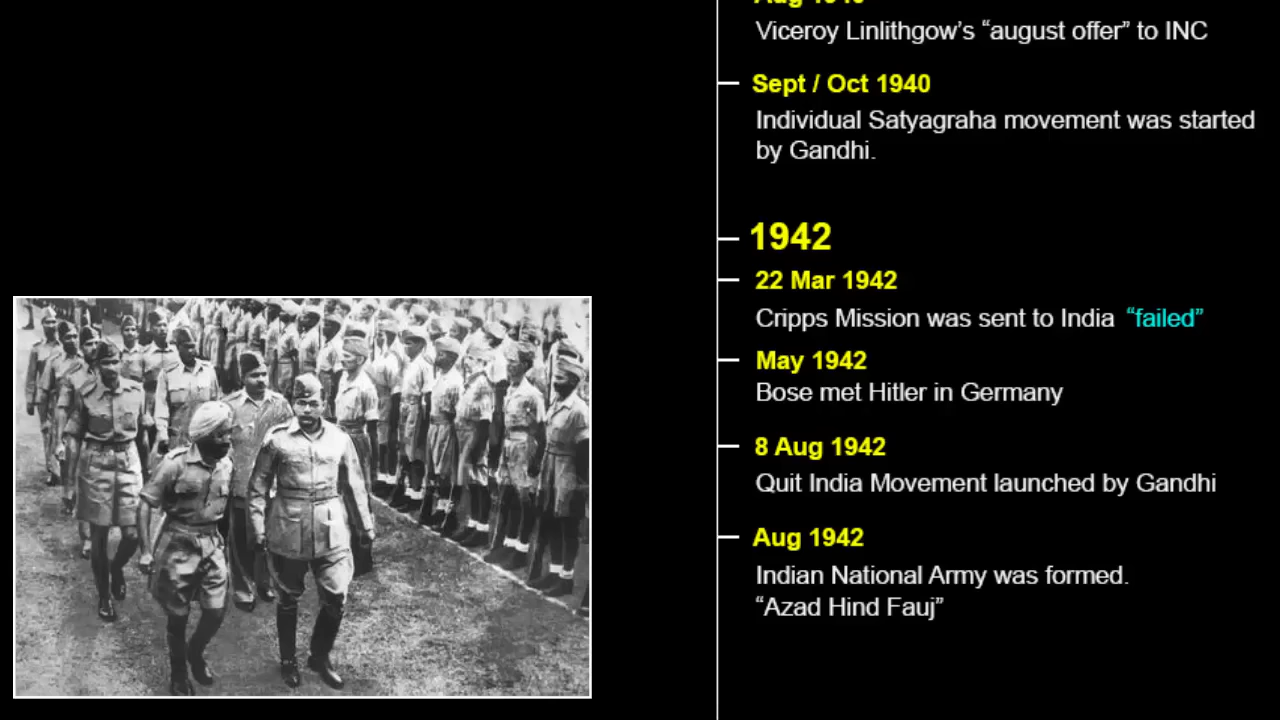 Aug 1940
Viceroy Linlithgow's “august offer” to INC
Sept / Oct 1940
Individual Satyagraha movement was started
by Gandhi.
1942
22 Mar 1942
Cripps Mission was sent to India “failed”
May 1942
Bose met Hitler in Germany
8 Aug 1942
Quit India Movement launched by Gandhi
Aug 1942
Indian National Army was formed.
“Azad Hind Fauj”